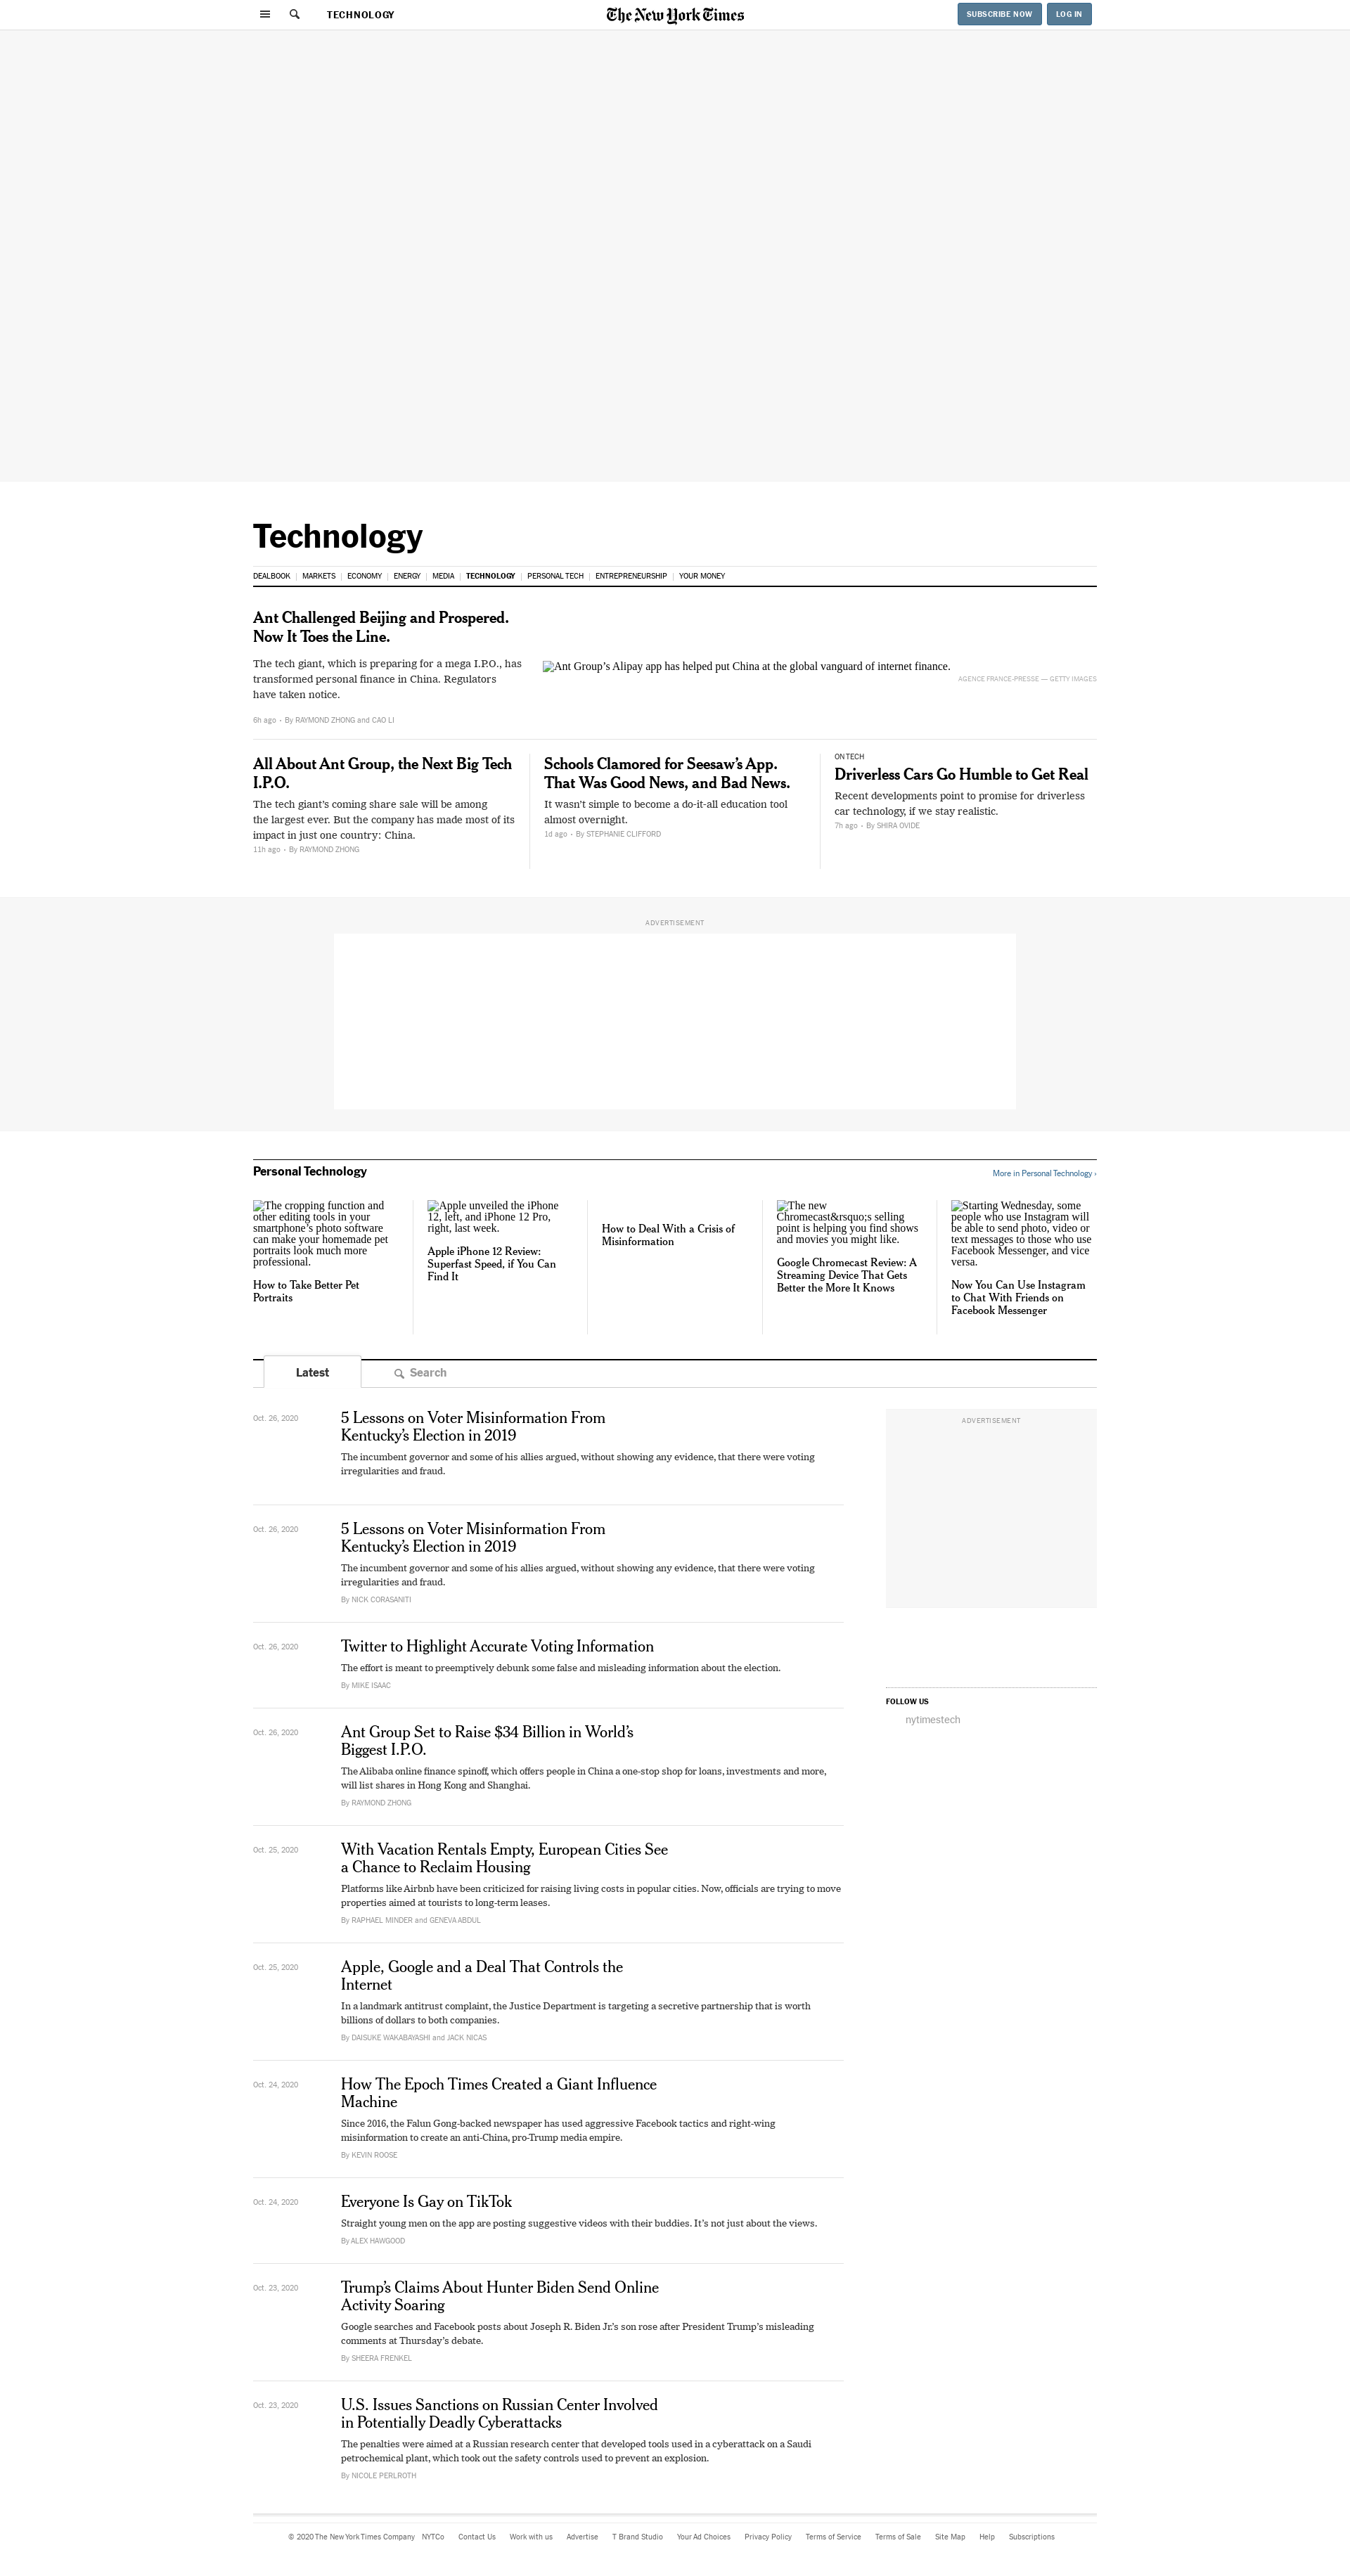 TECHNOLOGY
The New York Times
SUBSCRIBE NOW
LOG IN
Technology
DEALBOOK
MARKETS
ECONOMY
ENERGY
MEDIA
TECHNOLOGY
PERSONAL TECH
ENTREPRENEURSHIP
YOUR MONEY
Ant Challenged Beijing and Prospered.
Now It Toes the Line.
The tech giant, which is preparing for a mega I.P.O., has
transformed personal finance in China. Regulators
have taken notice.
6h ago • By RAYMOND ZHONG and CAO LI
Ant Group’s Alipay app has helped put China at the global vanguard of internet finance.
AGENCE FRANCE-PRESSE — GETTY IMAGES
All About Ant Group, the Next Big Tech
I.P.O.
The tech giant’s coming share sale will be among
the largest ever. But the company has made most of its
impact in just one country: China.
11h ago • By RAYMOND ZHONG
Schools Clamored for Seesaw’s App.
That Was Good News, and Bad News.
It wasn’t simple to become a do-it-all education tool
almost overnight.
1d ago • By STEPHANIE CLIFFORD
ON TECH
Driverless Cars Go Humble to Get Real
Recent developments point to promise for driverless
car technology, if we stay realistic.
7h ago • By SHIRA OVIDE
ADVERTISEMENT
Personal Technology
More in Personal Technology ›
The cropping function and
other editing tools in your
smartphone’s photo software
can make your homemade pet
portraits look much more
professional.
How to Take Better Pet
Portraits
Apple unveiled the iPhone
12, left, and iPhone 12 Pro,
right, last week.
Apple iPhone 12 Review:
Superfast Speed, if You Can
Find It
How to Deal With a Crisis of
Misinformation
The new
Chromecast&rsquo;s selling
point is helping you find shows
and movies you might like.
Google Chromecast Review: A
Streaming Device That Gets
Better the More It Knows
Starting Wednesday, some
people who use Instagram will
be able to send photo, video or
text messages to those who use
Facebook Messenger, and vice
versa.
Now You Can Use Instagram
to Chat With Friends on
Facebook Messenger
Latest
Search
Oct. 26, 2020
5 Lessons on Voter Misinformation From
Kentucky’s Election in 2019
The incumbent governor and some of his allies argued, without showing any evidence, that there were voting
irregularities and fraud.
Oct. 26, 2020
5 Lessons on Voter Misinformation From
Kentucky’s Election in 2019
The incumbent governor and some of his allies argued, without showing any evidence, that there were voting
irregularities and fraud.
By NICK CORASANITI
Oct. 26, 2020
Twitter to Highlight Accurate Voting Information
The effort is meant to preemptively debunk some false and misleading information about the election.
By MIKE ISAAC
Oct. 26, 2020
Ant Group Set to Raise $34 Billion in World’s
Biggest I.P.O.
The Alibaba online finance spinoff, which offers people in China a one-stop shop for loans, investments and more,
will list shares in Hong Kong and Shanghai.
By RAYMOND ZHONG
Oct. 25, 2020
With Vacation Rentals Empty, European Cities See
a Chance to Reclaim Housing
Platforms like Airbnb have been criticized for raising living costs in popular cities. Now, officials are trying to move
properties aimed at tourists to long-term leases.
By RAPHAEL MINDER and GENEVA ABDUL
Oct. 25, 2020
Apple, Google and a Deal That Controls the
Internet
In a landmark antitrust complaint, the Justice Department is targeting a secretive partnership that is worth
billions of dollars to both companies.
By DAISUKE WAKABAYASHI and JACK NICAS
Oct. 24, 2020
How The Epoch Times Created a Giant Influence
Machine
Since 2016, the Falun Gong-backed newspaper has used aggressive Facebook tactics and right-wing
misinformation to create an anti-China, pro-Trump media empire.
By KEVIN ROOSE
Oct. 24, 2020
Everyone Is Gay on TikTok
Straight young men on the app are posting suggestive videos with their buddies. It’s not just about the views.
By ALEX HAWGOOD
Oct. 23, 2020
Trump’s Claims About Hunter Biden Send Online
Activity Soaring
Google searches and Facebook posts about Joseph R. Biden Jr.’s son rose after President Trump’s misleading
comments at Thursday’s debate.
By SHEERA FRENKEL
Oct. 23, 2020
U.S. Issues Sanctions on Russian Center Involved
in Potentially Deadly Cyberattacks
The penalties were aimed at a Russian research center that developed tools used in a cyberattack on a Saudi
petrochemical plant, which took out the safety controls used to prevent an explosion.
By NICOLE PERLROTH
ADVERTISEMENT
FOLLOW US
nytimestech
© 2020 The New York Times Company
NYTCo
Contact Us
Work with us
Advertise
T Brand Studio
Your Ad Choices
Privacy Policy
Terms of Service
Terms of Sale
Site Map
Help
Subscriptions